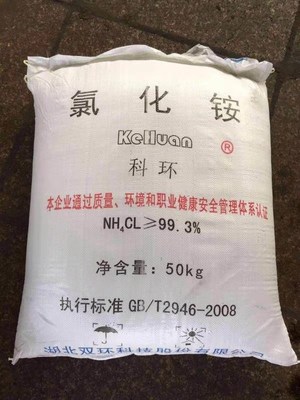 氯化铵
KeHuan
®
科环
本企业通过质量、环境和职业健康安全管理体系认证
NH₄CL≥99.3%
净含量：50kg
执行标准 GB/T2946-2008
湖北双环科技股份有限公司